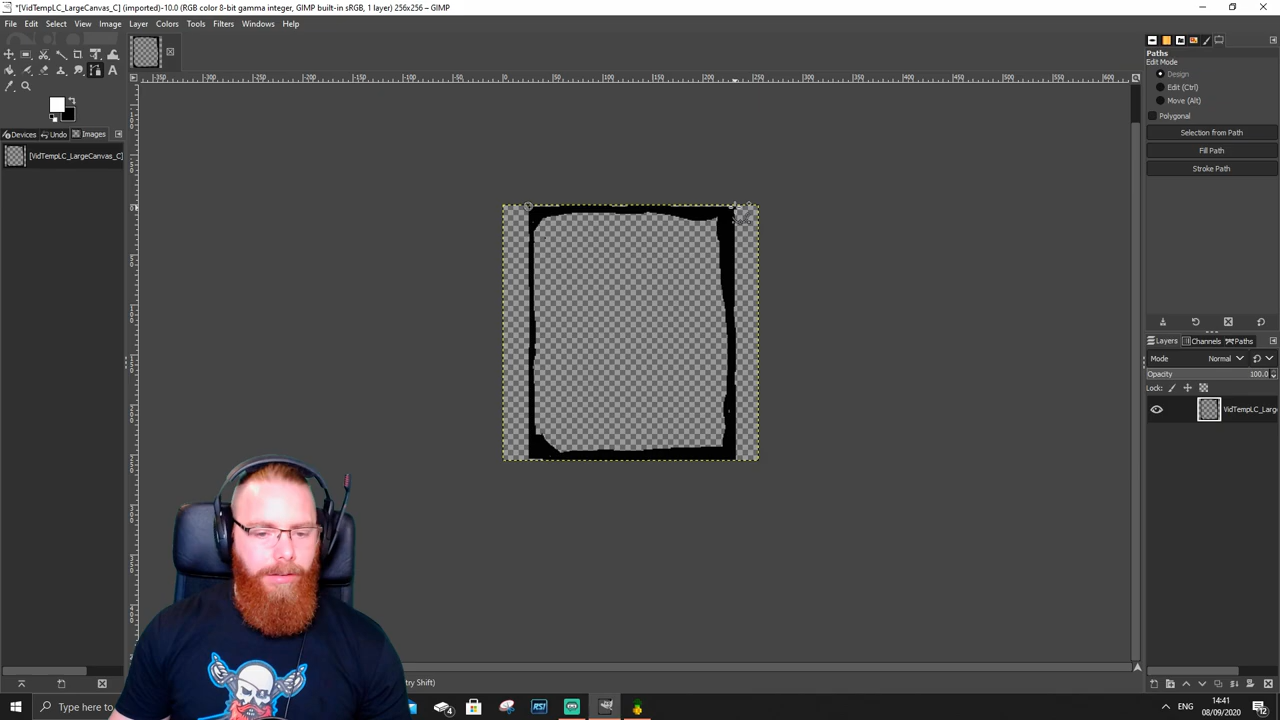 *[VidTempLC_LargeCanvas_C] (imported)-10.0 (RGB color 8-bit gamma integer, GIMP built-in sRGB, 1 layer) 256x256 – GIMP
File Edit Select View Image Layer Colors Tools Filters Windows Help
Devices Undo Images
[VidTempLC_LargeCanvas_C]
Paths
Edit Mode
Design
Edit (Ctrl)
Move (Alt)
Polygonal
Selection from Path
Fill Path
Stroke Path
Layers Channels Paths
Mode Normal
Opacity 100.0
Lock:
VidTempLC_Large
try Shift)
Type here to
RSI
ENG
14:41
08/09/2020
12